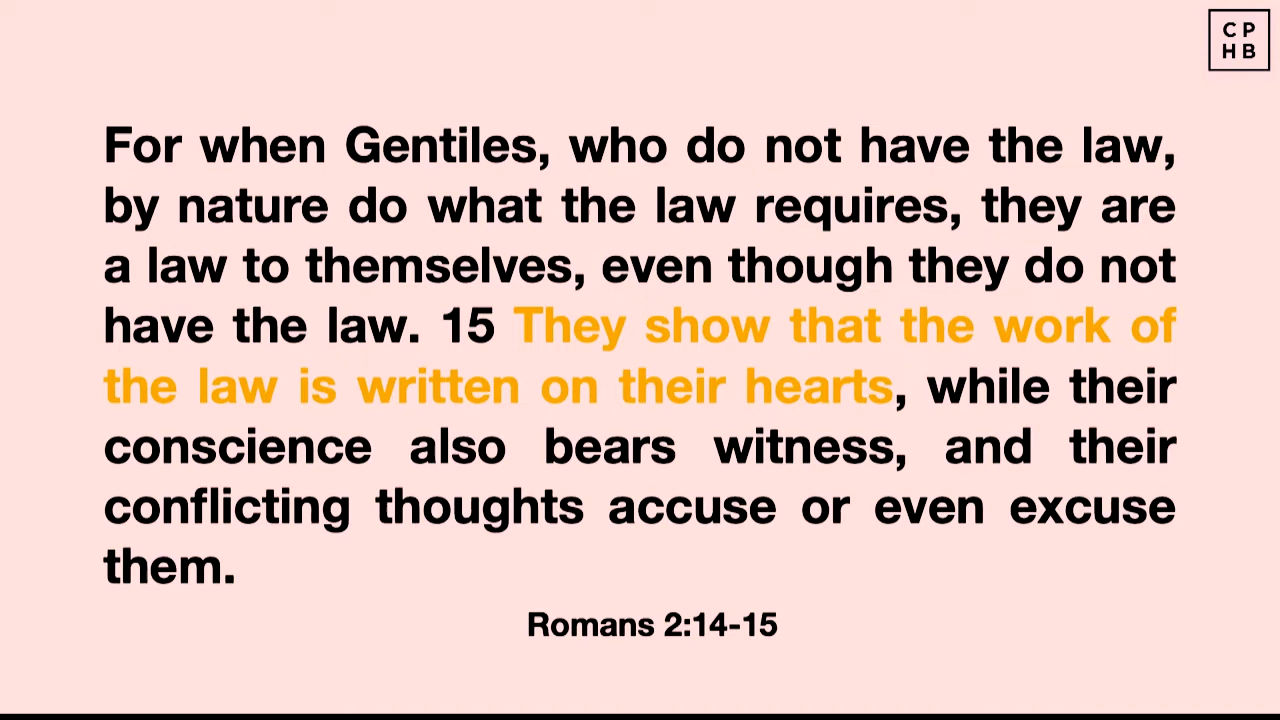 C P
H B
For when Gentiles, who do not have the law,
by nature do what the law requires, they are
a law to themselves, even though they do not
have the law. 15 They show that the work of
the law is written on their hearts, while their
conscience also bears witness, and their
conflicting thoughts accuse or even excuse
them.
Romans 2:14-15